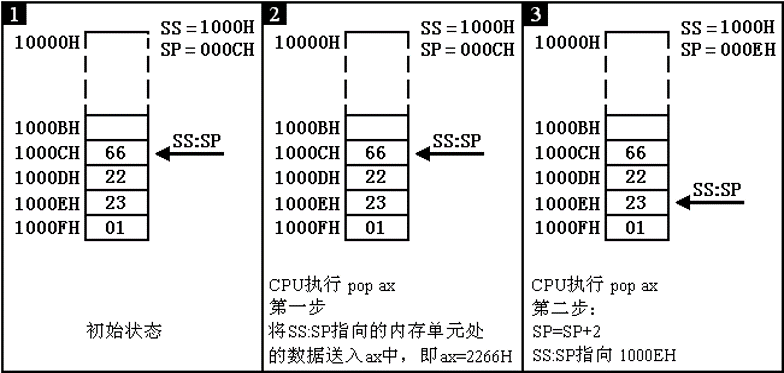 1
SS=1000H
SP=000CH
10000H
1000BH
1000CH 66 SS:SP
1000DH 22
1000EH 23
1000FH 01
初始状态
2
SS=1000H
SP=000CH
10000H
1000BH
1000CH 66 SS:SP
1000DH 22
1000EH 23
1000FH 01
CPU执行 pop ax
第一步
将SS:SP指向的内存单元处
的数据送入ax中，即ax=2266H
3
SS=1000H
SP=000EH
10000H
1000BH
1000CH 66
1000DH 22
1000EH 23 SS:SP
1000FH 01
CPU执行 pop ax
第二步：
SP=SP+2
SS:SP指向 1000EH